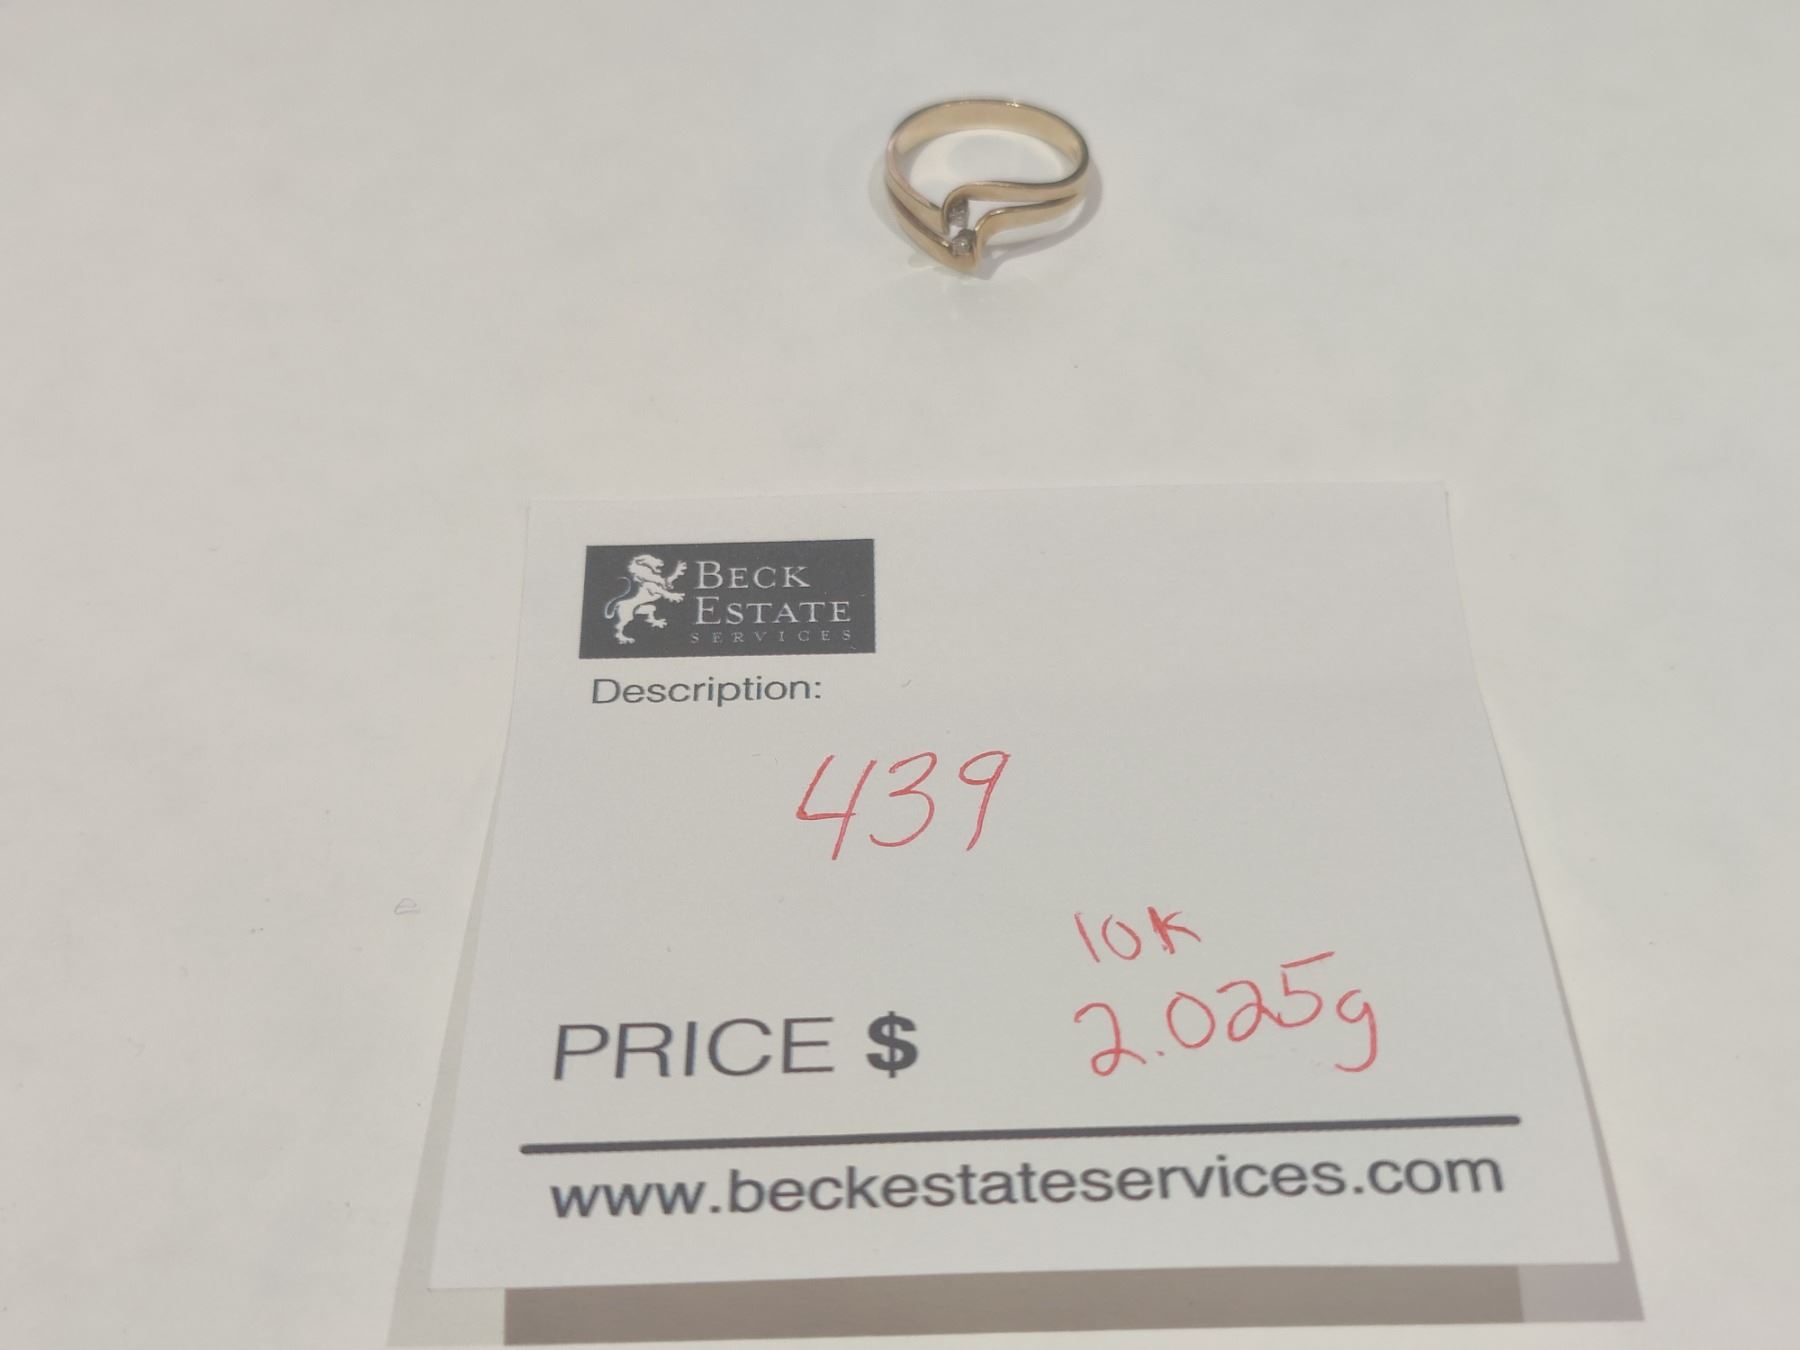 BECK
ESTATE
SERVICES
Description:
439
10K
2.025g
PRICE $
www.beckestateservices.com